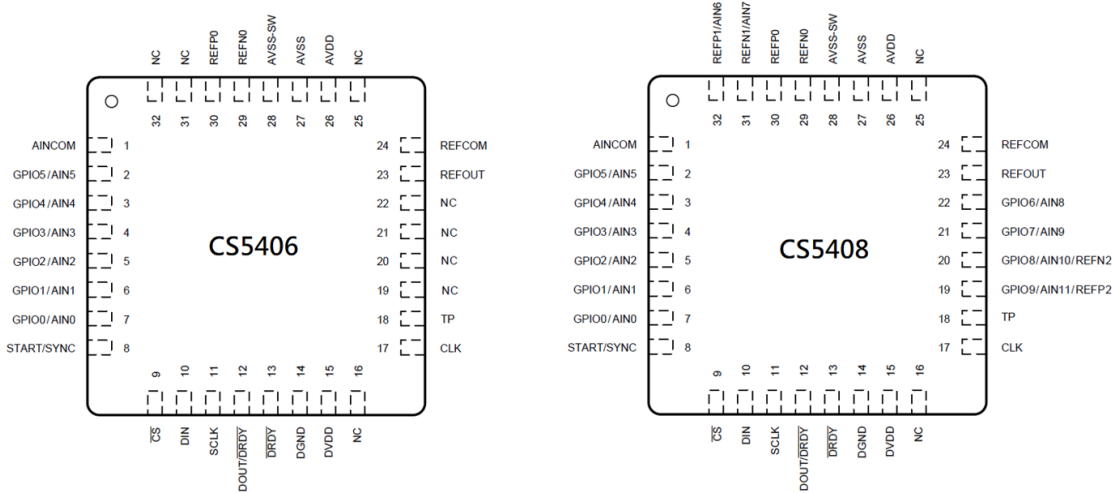 NC
NC
REFP0
REFN0
AVSS-SW
AVSS
AVDD
NC
32
31
30
29
28
27
26
25
AINCOM 1
GPIO5/AIN5 2
GPIO4/AIN4 3
GPIO3/AIN3 4
GPIO2/AIN2 5
GPIO1/AIN1 6
GPIO0/AIN0 7
START/SYNC 8
CS5406
24 REFCOM
23 REFOUT
22 NC
21 NC
20 NC
19 NC
18 TP
17 CLK
9
10
11
12
13
14
15
16
CS
DIN
SCLK
DOUT/DRDY
DRDY
DGND
DVDD
NC
REFP1/AIN6
REFN1/AIN7
REFP0
REFN0
AVSS-SW
AVSS
AVDD
NC
32
31
30
29
28
27
26
25
AINCOM 1
GPIO5/AIN5 2
GPIO4/AIN4 3
GPIO3/AIN3 4
GPIO2/AIN2 5
GPIO1/AIN1 6
GPIO0/AIN0 7
START/SYNC 8
CS5408
24 REFCOM
23 REFOUT
22 GPIO6/AIN8
21 GPIO7/AIN9
20 GPIO8/AIN10/REFN2
19 GPIO9/AIN11/REFP2
18 TP
17 CLK
9
10
11
12
13
14
15
16
CS
DIN
SCLK
DOUT/DRDY
DRDY
DGND
DVDD
NC